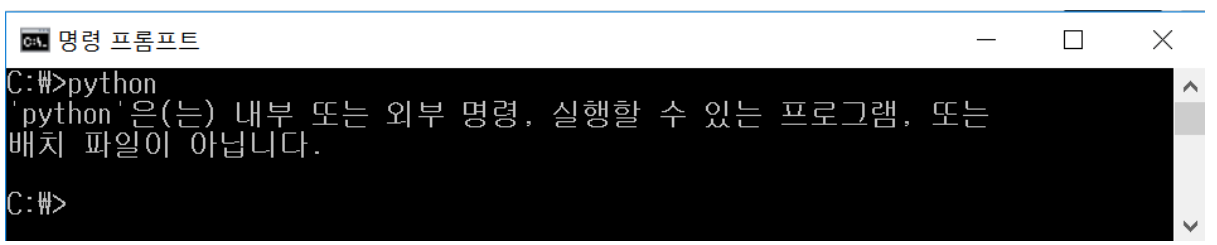 명령 프롬프트
C:₩>python
'python'은(는) 내부 또는 외부 명령, 실행할 수 있는 프로그램, 또는
배치 파일이 아닙니다.
C:₩>